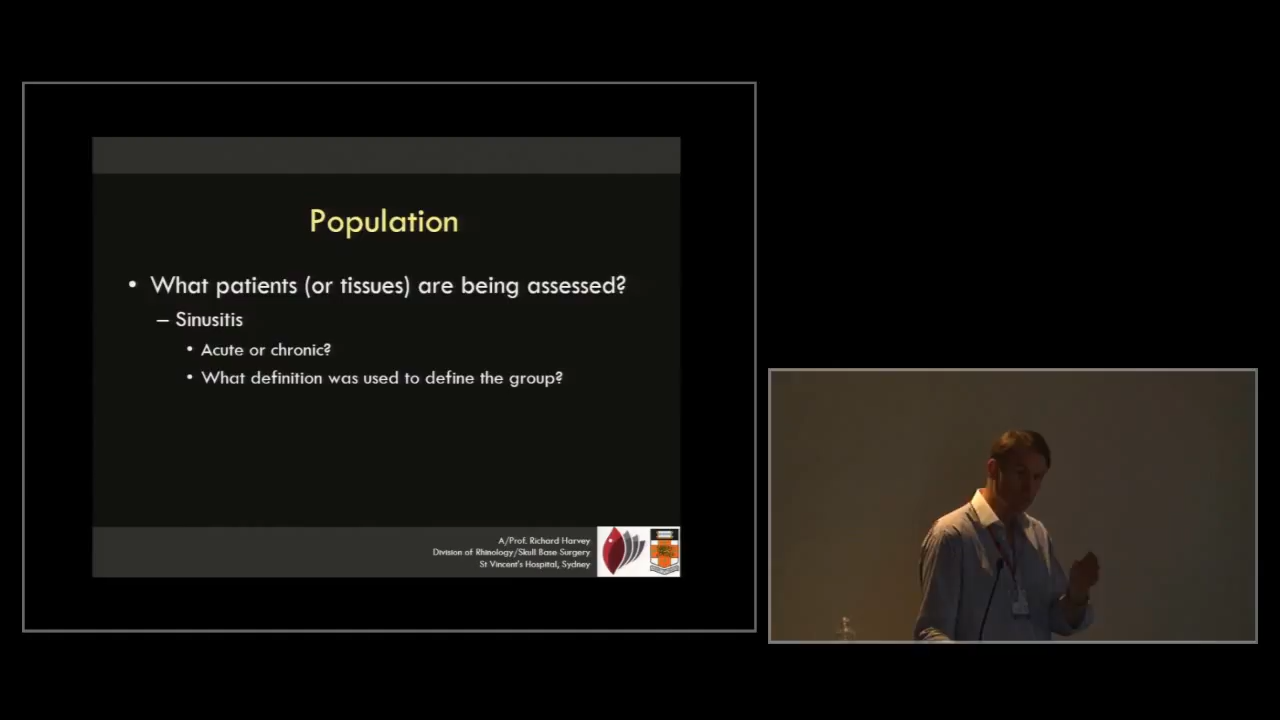 Population
• What patients (or tissues) are being assessed?
– Sinusitis
• Acute or chronic?
• What definition was used to define the group?
A/Prof. Richard Harvey
Division of Rhinology/Skull Base Surgery
St Vincent's Hospital, Sydney